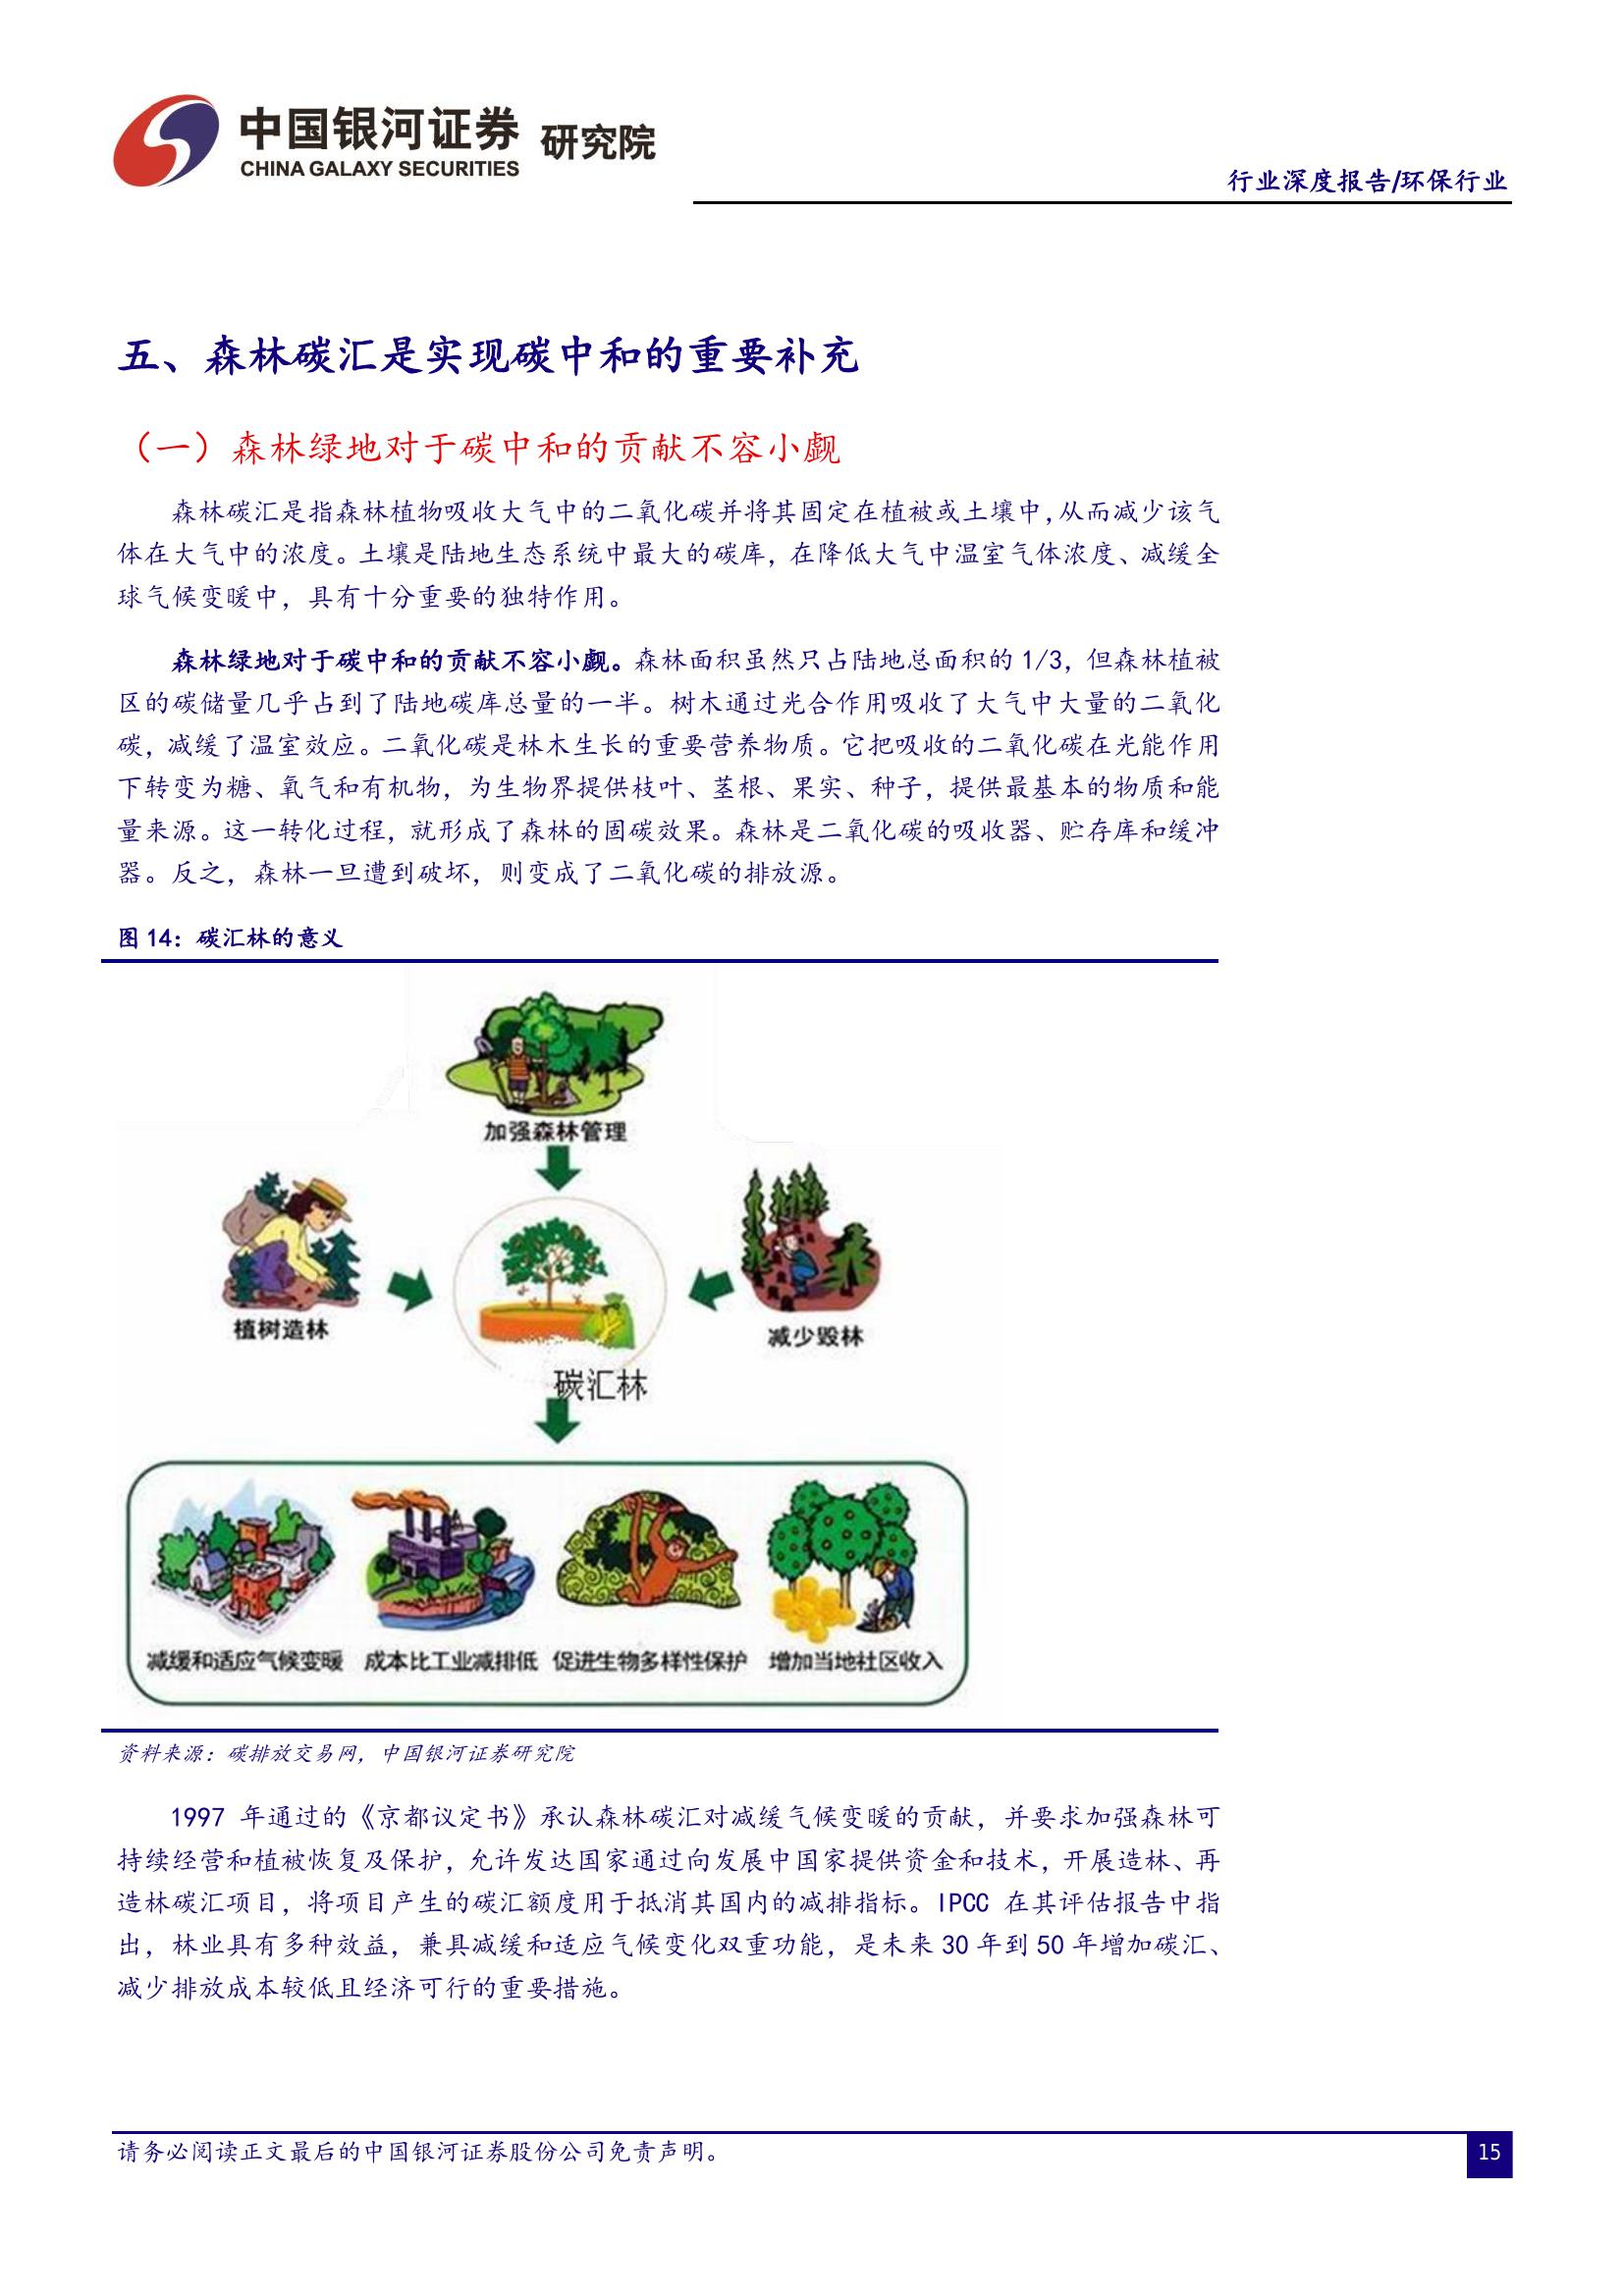 中国银河证券 研究院
CHINA GALAXY SECURITIES
行业深度报告/环保行业
五、森林碳汇是实现碳中和的重要补充
（一）森林绿地对于碳中和的贡献不容小觑
森林碳汇是指森林植物吸收大气中的二氧化碳并将其固定在植被或土壤中，从而减少该气
体在大气中的浓度。土壤是陆地生态系统中最大的碳库，在降低大气中温室气体浓度、减缓全
球气候变暖中，具有十分重要的独特作用。
森林绿地对于碳中和的贡献不容小觑。森林面积虽然只占陆地总面积的 1/3，但森林植被
区的碳储量几乎占到了陆地碳库总量的一半。树木通过光合作用吸收了大气中大量的二氧化
碳，减缓了温室效应。二氧化碳是林木生长的重要营养物质。它把吸收的二氧化碳在光能作用
下转变为糖、氧气和有机物，为生物界提供枝叶、茎根、果实、种子，提供最基本的物质和能
量来源。这一转化过程，就形成了森林的固碳效果。森林是二氧化碳的吸收器、贮存库和缓冲
器。反之，森林一旦遭到破坏，则变成了二氧化碳的排放源。
图 14：碳汇林的意义
加强森林管理
植树造林
减少毁林
碳汇林
减缓和适应气候变暖 成本比工业减排低 促进生物多样性保护 增加当地社区收入
资料来源：碳排放交易网，中国银河证券研究院
1997 年通过的《京都议定书》承认森林碳汇对减缓气候变暖的贡献，并要求加强森林可
持续经营和植被恢复及保护，允许发达国家通过向发展中国家提供资金和技术，开展造林、再
造林碳汇项目，将项目产生的碳汇额度用于抵消其国内的减排指标。IPCC 在其评估报告中指
出，林业具有多种效益，兼具减缓和适应气候变化双重功能，是未来 30 年到 50 年增加碳汇、
减少排放成本较低且经济可行的重要措施。
请务必阅读正文最后的中国银河证券股份公司免责声明。
15